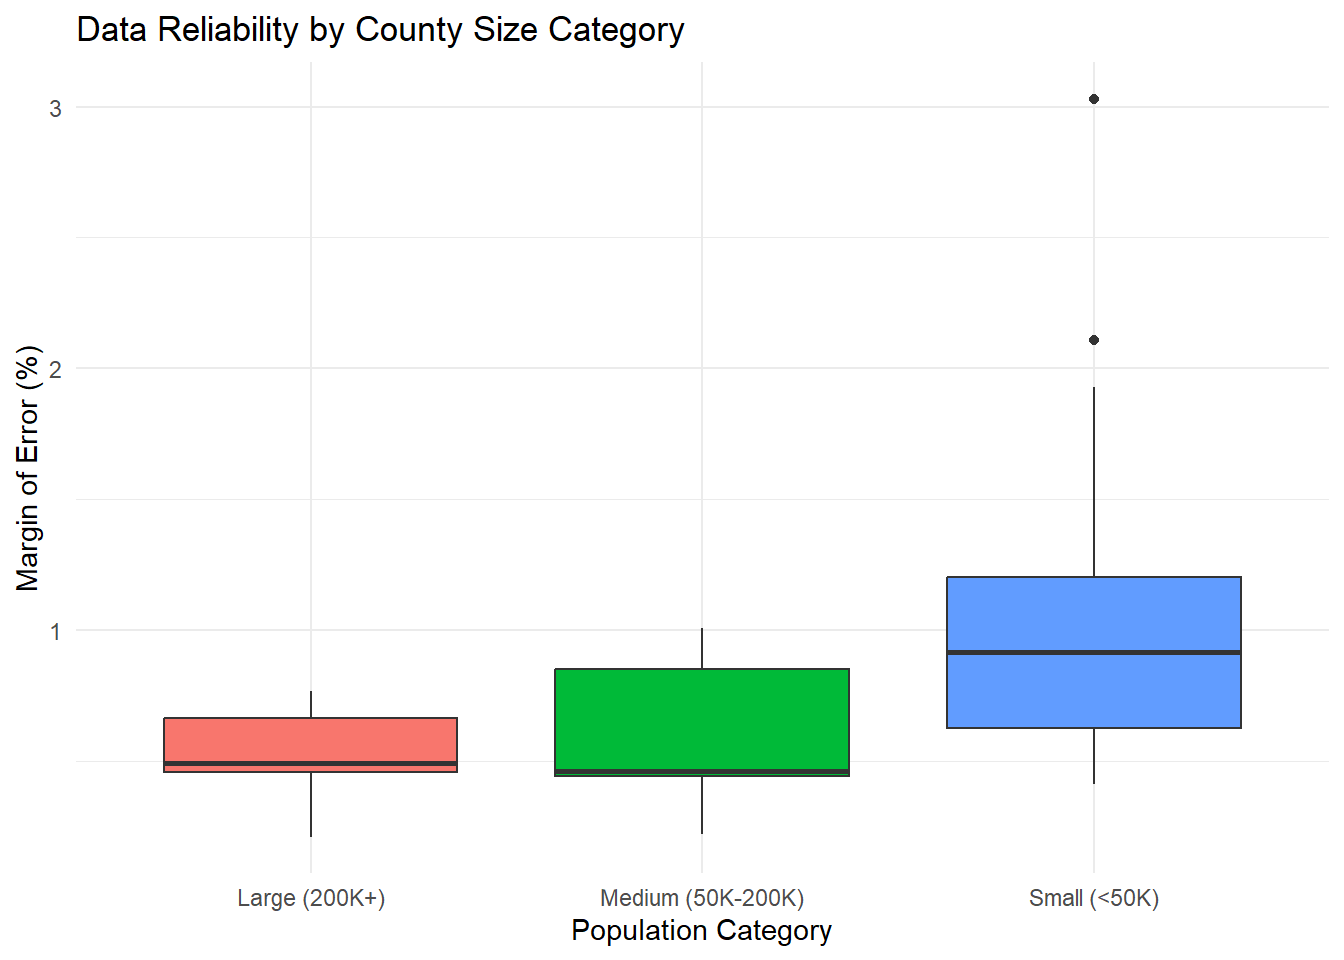 Data Reliability by County Size Category
Margin of Error (%)
3
2
1
Large (200K+)
Medium (50K-200K)
Small (<50K)
Population Category